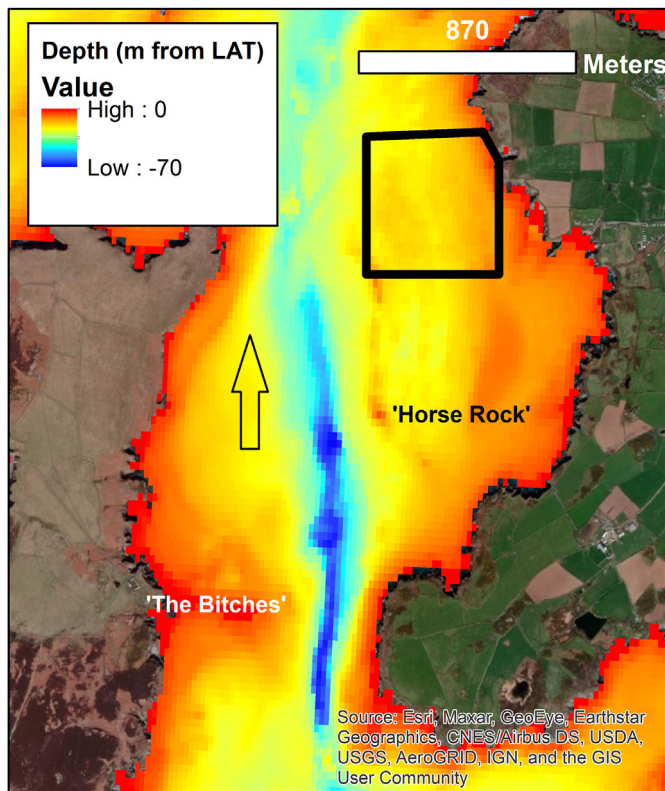 Depth (m from LAT)
Value
High : 0
Low : -70
870
Meters
'Horse Rock'
'The Bitches'
Source: Esri, Maxar, GeoEye, Earthstar
Geographics, CNES/Airbus DS, USDA,
USGS, AeroGRID, IGN, and the GIS
User Community